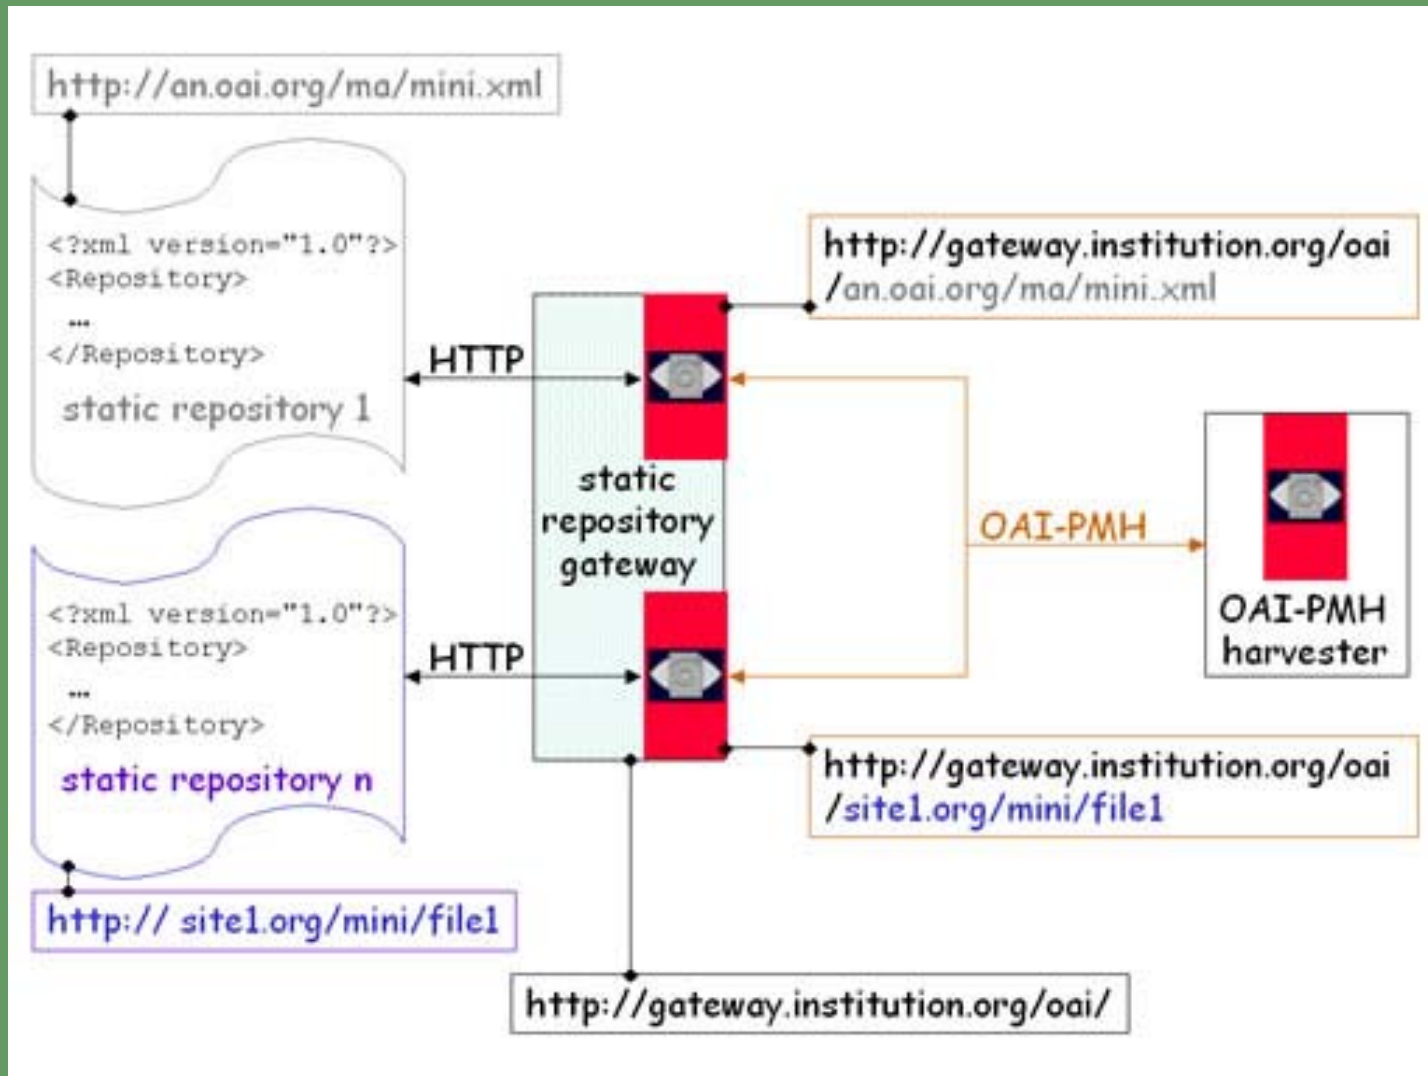 http://an.oai.org/ma/mini.xml
<?xml version="1.0"?>
<Repository>
...
</Repository>
static repository 1
HTTP
static
repository
gateway
http://gateway.institution.org/oai
/an.oai.org/ma/mini.xml
OAI-PMH
OAI-PMH
harvester
<?xml version="1.0"?>
<Repository>
...
</Repository>
static repository n
HTTP
http://gateway.institution.org/oai
/site1.org/mini/file1
http:// site1.org/mini/file1
http://gateway.institution.org/oai/